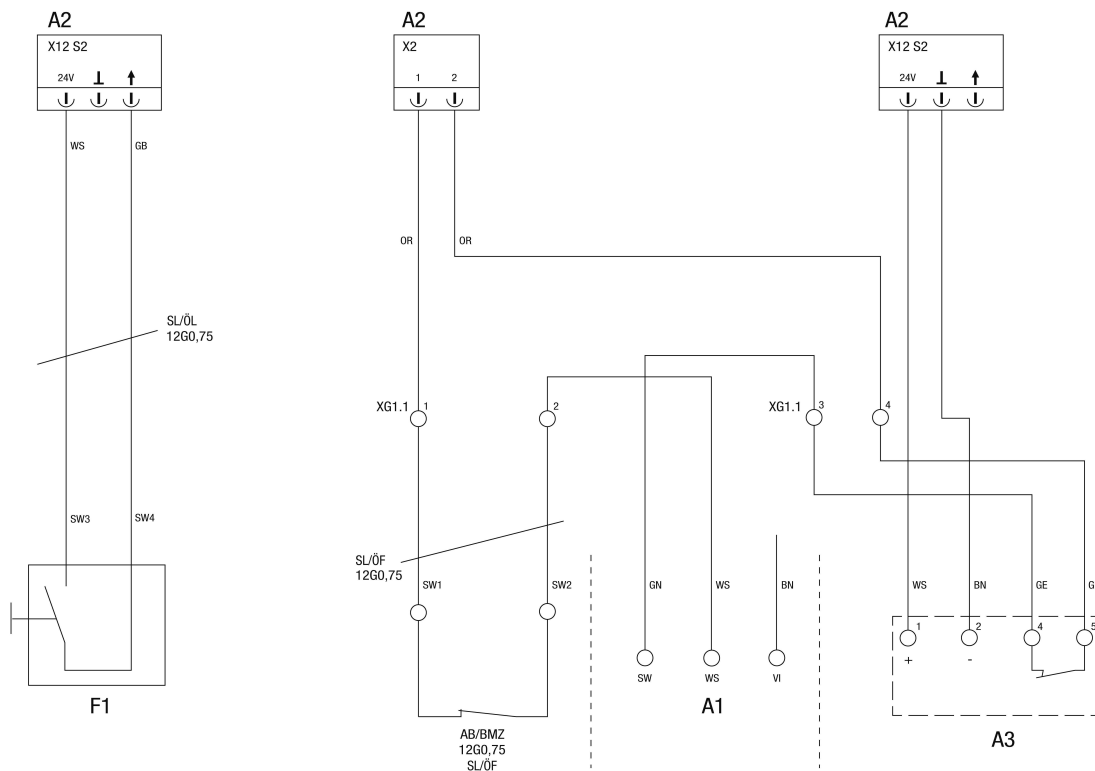 A2
A2
A2
X12 S2
X2
X12 S2
24V
1
2
24V
WS
GB
OR
OR
SL/ÖL
12G0,75
XG1.1
1
2
XG1.1
3
4
SW3
SW4
SL/ÖF
12G0,75
SW1
SW2
GN
WS
BN
WS
BN
GE
1
2
4
5
+
-
SW
WS
VI
F1
A1
AB/BMZ
12G0,75
SL/ÖF
A3